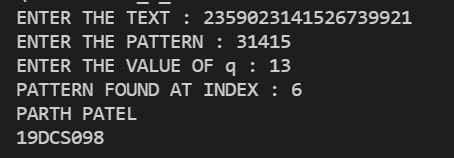 ENTER THE TEXT : 2359023141526739921
ENTER THE PATTERN : 31415
ENTER THE VALUE OF q : 13
PATTERN FOUND AT INDEX : 6
PARTH PATEL
19DCS098